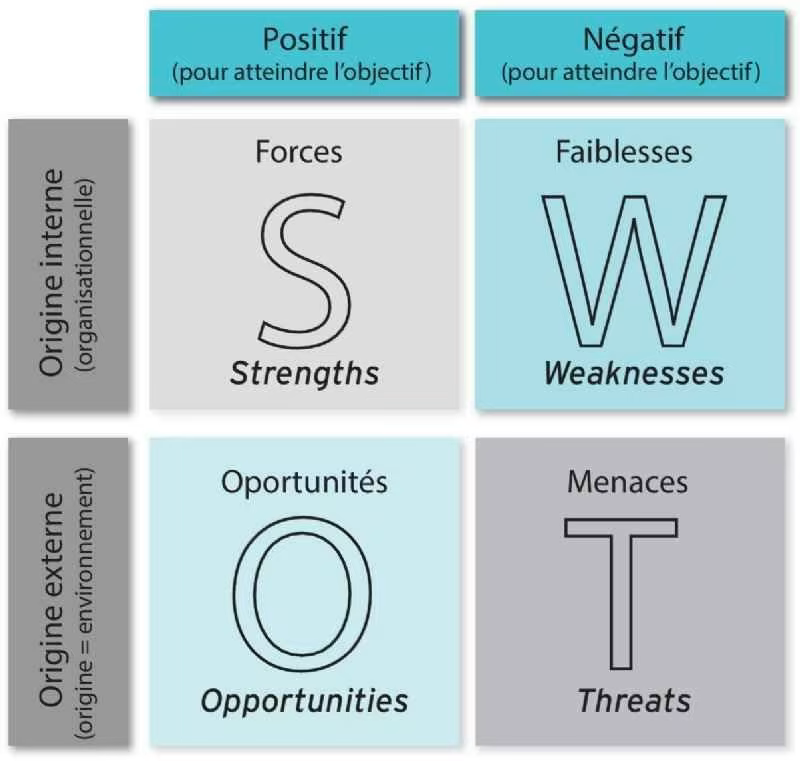 Positif
(pour atteindre l'objectif)
Négatif
(pour atteindre l'objectif)
Origine interne
(organisationnelle)
Forces
S
Strengths
Faiblesses
W
Weaknesses
Origine externe
(origine = environnement)
Oportunités
O
Opportunities
Menaces
T
Threats